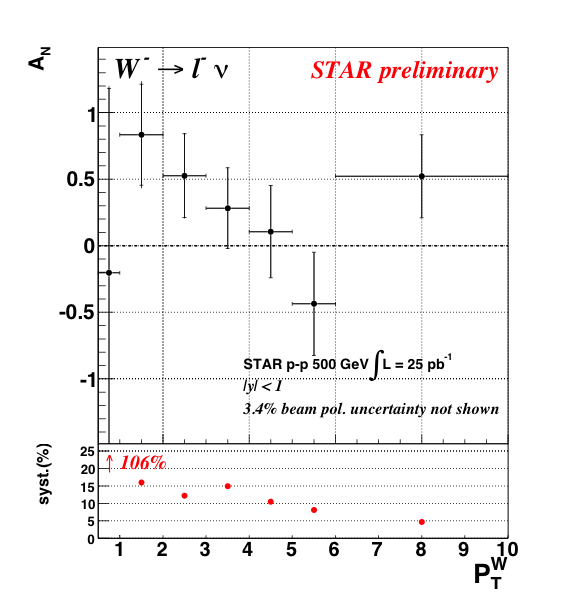 W⁻ → l⁻ ν
STAR preliminary
A_N
1
0.5
0
-0.5
-1
STAR p-p 500 GeV ∫L = 25 pb⁻¹
|y| < 1
3.4% beam pol. uncertainty not shown
syst.(%)
25
20
15
10
5
0
↑ 106%
1 2 3 4 5 6 7 8 9 10
P_T^W